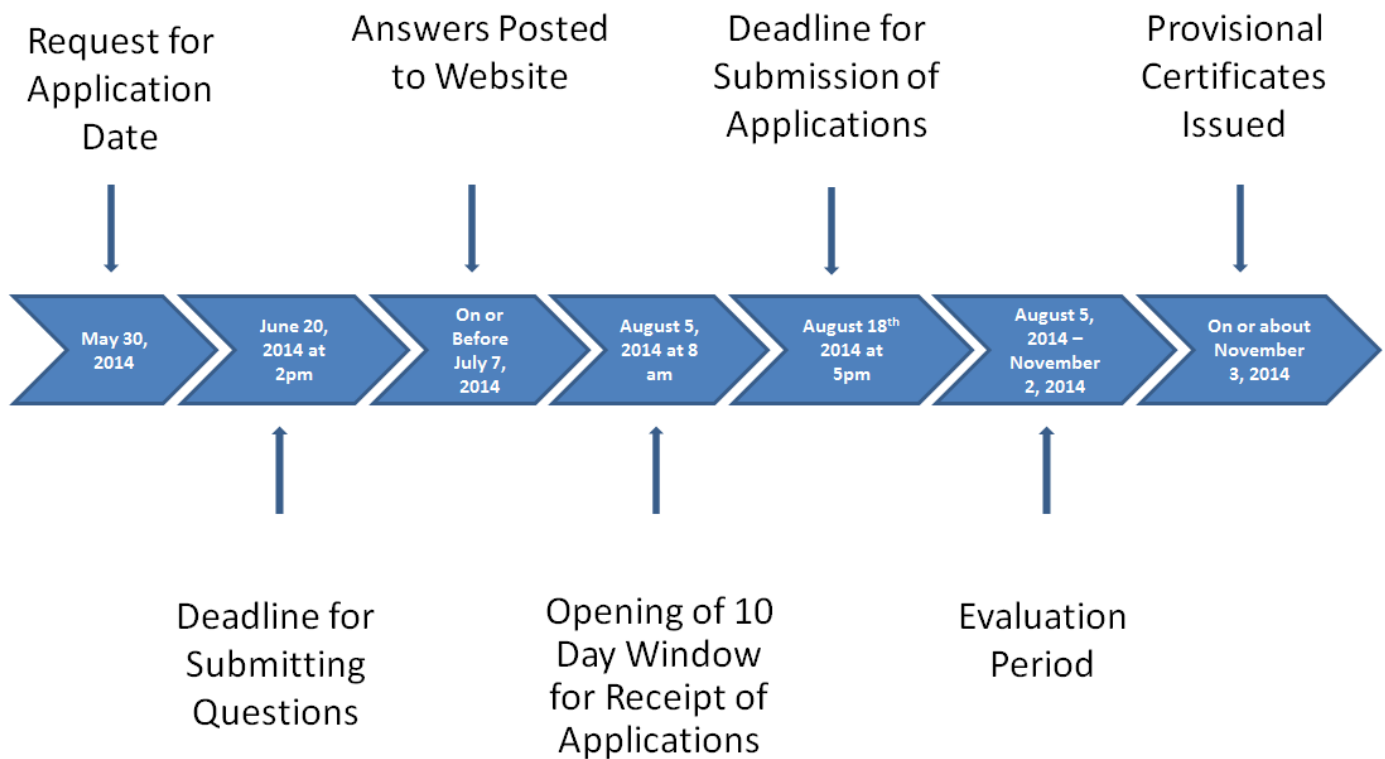 Request for
Application
Date
Answers Posted
to Website
Deadline for
Submission of
Applications
Provisional
Certificates
Issued
May 30,
2014
June 20,
2014 at
2pm
On or
Before
July 7,
2014
August 5,
2014 at 8
am
August 18th
2014 at
5pm
August 5,
2014 –
November
2, 2014
On or about
November
3, 2014
Deadline for
Submitting
Questions
Opening of 10
Day Window
for Receipt of
Applications
Evaluation
Period